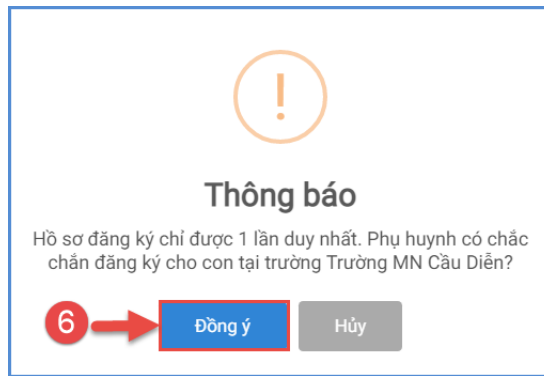 !
Thông báo
Hồ sơ đăng ký chỉ được 1 lần duy nhất. Phụ huynh có chắc
chắn đăng ký cho con tại trường Trường MN Cầu Diễn?
6 Đồng ý Hủy